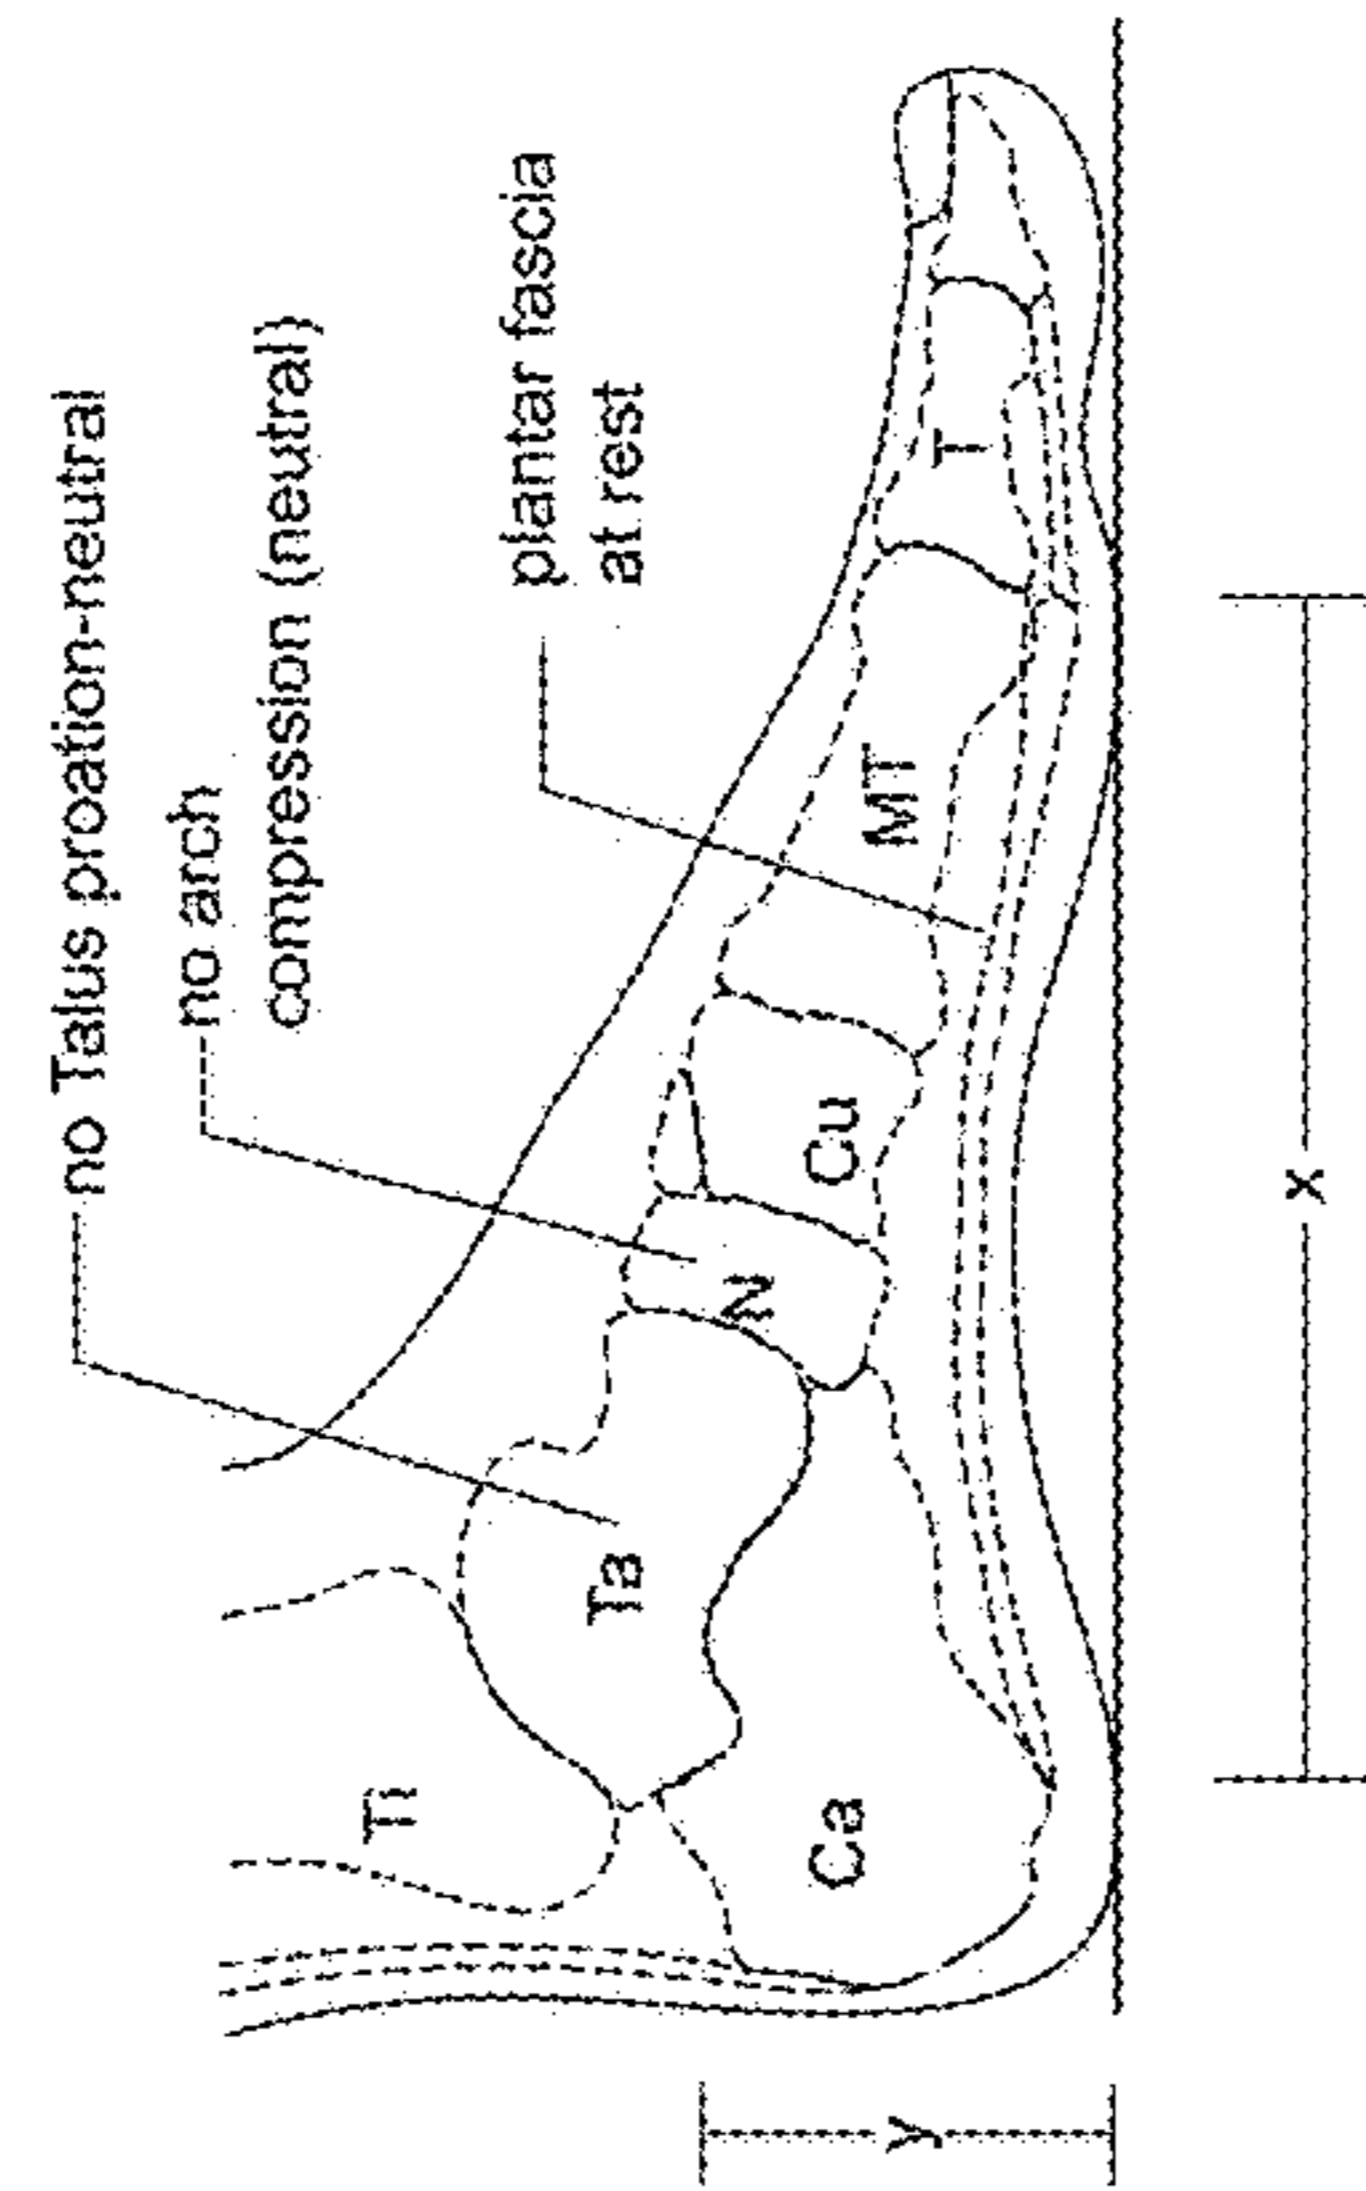 no Talus proation-neutral
no arch
compression (neutral)
plantar fascia
at rest
Ti
Ta
N
Cu
MT
T
Ca
y
x